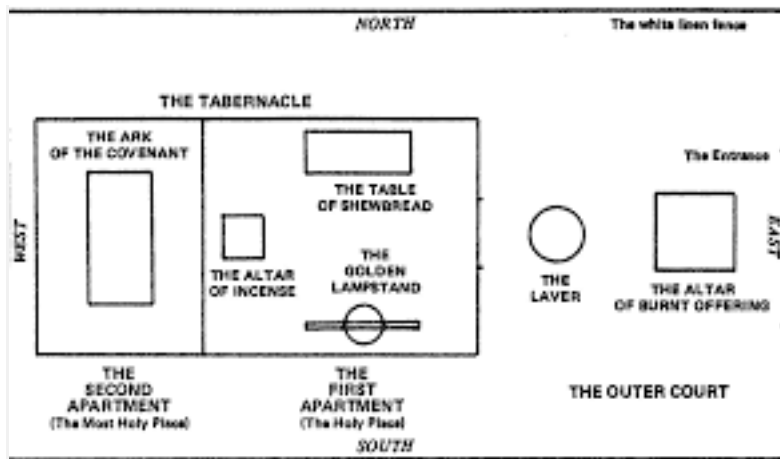 NORTH
The white linen fence
THE TABERNACLE
THE ARK
OF THE COVENANT
The Entrance
THE TABLE
OF SHEWBREAD
WEST
EAST
THE ALTAR
OF INCENSE
THE
GOLDEN
LAMPSTAND
THE
LAVER
THE ALTAR
OF BURNT OFFERING
THE
SECOND
APARTMENT
(The Most Holy Place)
THE
FIRST
APARTMENT
(The Holy Place)
THE OUTER COURT
SOUTH